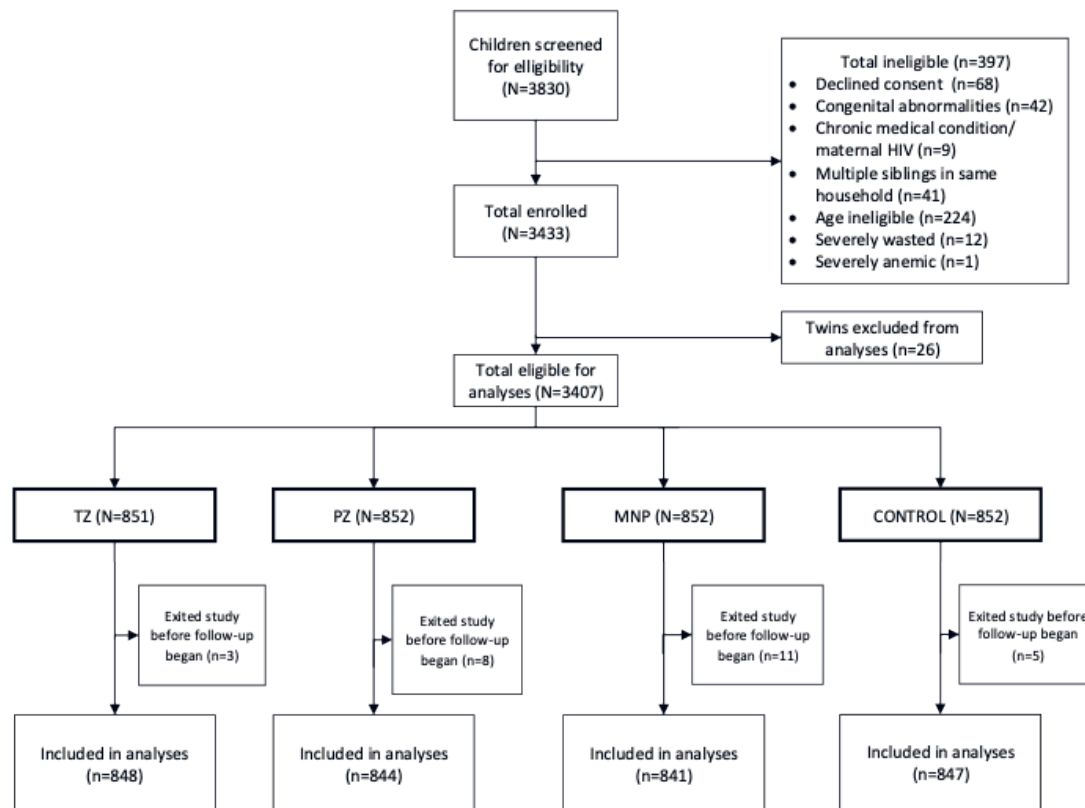 Children screened
for elligibility
(N=3830)
Total ineligible (n=397)
• Declined consent (n=68)
• Congenital abnormalities (n=42)
• Chronic medical condition/
maternal HIV (n=9)
• Multiple siblings in same
household (n=41)
• Age ineligible (n=224)
• Severely wasted (n=12)
• Severely anemic (n=1)
Total enrolled
(N=3433)
Twins excluded from
analyses (n=26)
Total eligible for
analyses (N=3407)
TZ (N=851)
PZ (N=852)
MNP (N=852)
CONTROL (N=852)
Exited study
before follow-up
began (n=3)
Exited study
before follow-up
began (n=8)
Exited study
before follow-up
began (n=11)
Exited study before
follow-up began
(n=5)
Included in analyses
(n=848)
Included in analyses
(n=844)
Included in analyses
(n=841)
Included in analyses
(n=847)